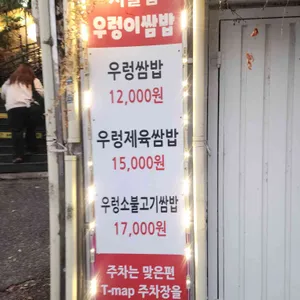 우렁이쌈밥
우렁쌈밥
12,000원
우렁제육쌈밥
15,000원
우렁소불고기쌈밥
17,000원
주차는 맞은편
T-map 주차장을